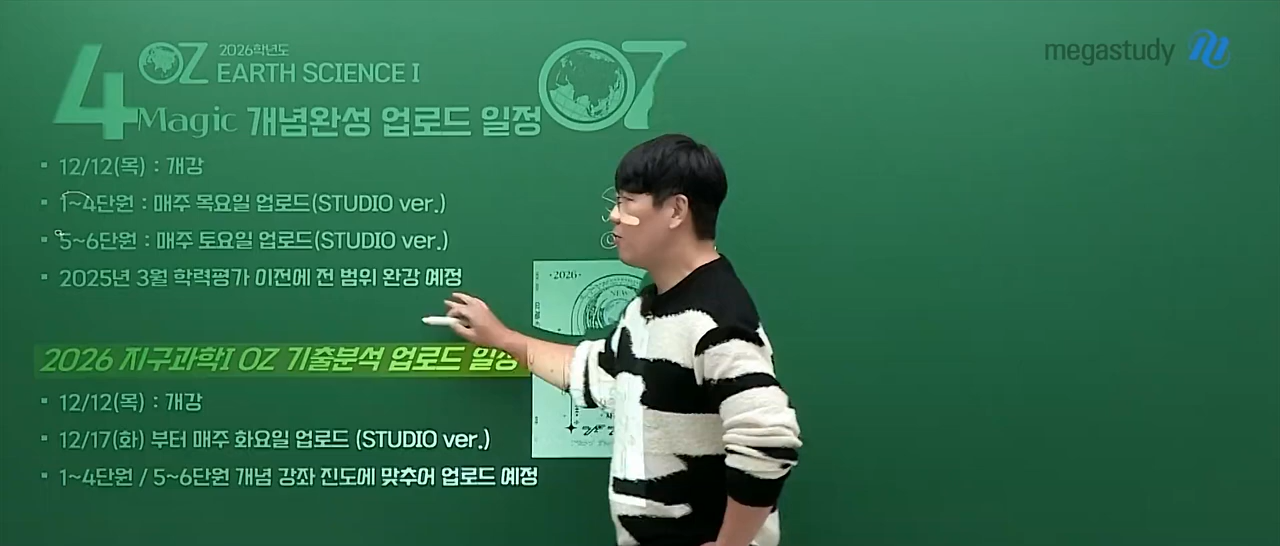 megastudy
4 OZ 2026학년도
EARTH SCIENCE I
Magic 개념완성 업로드 일정
07
▪ 12/12(목) : 개강
▪ 1~4단원 : 매주 목요일 업로드(STUDIO ver.)
▪ 5~6단원 : 매주 토요일 업로드(STUDIO ver.)
▪ 2025년 3월 학력평가 이전에 전 범위 완강 예정
·2026·
NEW
2026 지구과학I OZ 기출분석 업로드 일정
▪ 12/12(목) : 개강
▪ 12/17(화) 부터 매주 화요일 업로드 (STUDIO ver.)
▪ 1~4단원 / 5~6단원 개념 강좌 진도에 맞추어 업로드 예정